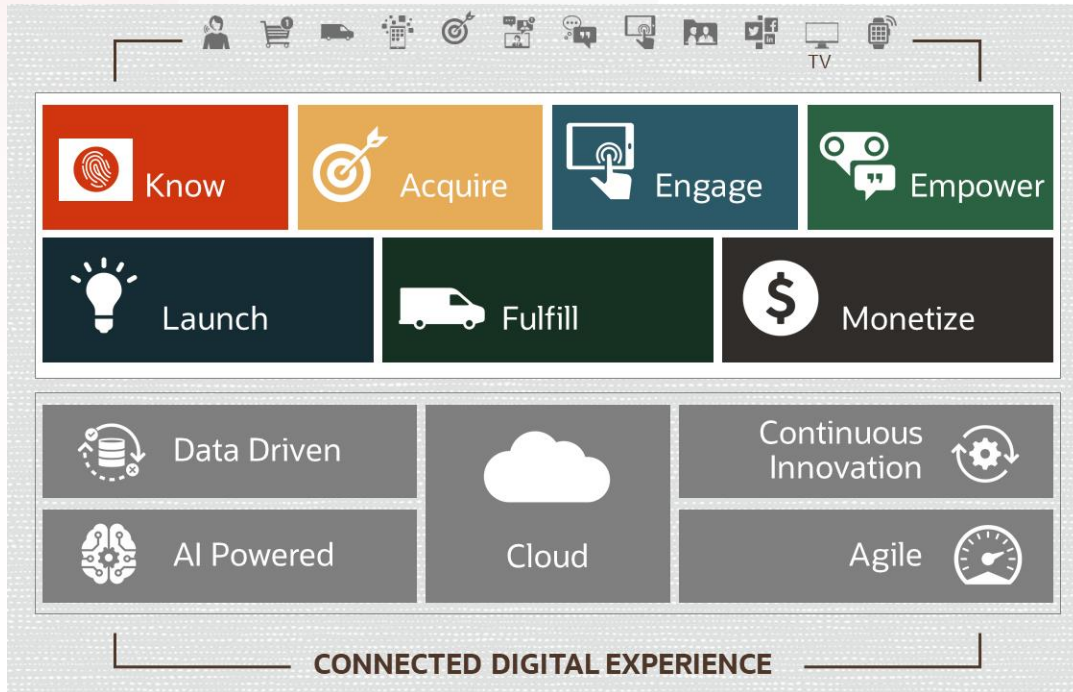 TV
Know
Acquire
Engage
Empower
Launch
Fulfill
$
Monetize
Data Driven
Cloud
Continuous
Innovation
AI Powered
Agile
CONNECTED DIGITAL EXPERIENCE